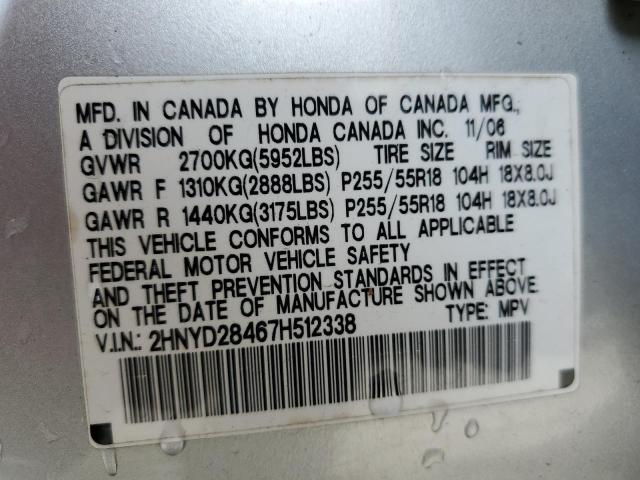 MFD. IN CANADA BY HONDA OF CANADA MFG.,
A DIVISION OF HONDA CANADA INC. 11/06
GVWR 2700KG(5952LBS) TIRE SIZE RIM SIZE
GAWR F 1310KG(2888LBS) P255/55R18 104H 18X8.0J
GAWR R 1440KG(3175LBS) P255/55R18 104H 18X8.0J
THIS VEHICLE CONFORMS TO ALL APPLICABLE
FEDERAL MOTOR VEHICLE SAFETY
AND THEFT PREVENTION STANDARDS IN EFFECT
ON THE DATE OF MANUFACTURE SHOWN ABOVE.
V.I.N.: 2HNYD28467H512338 TYPE: MPV